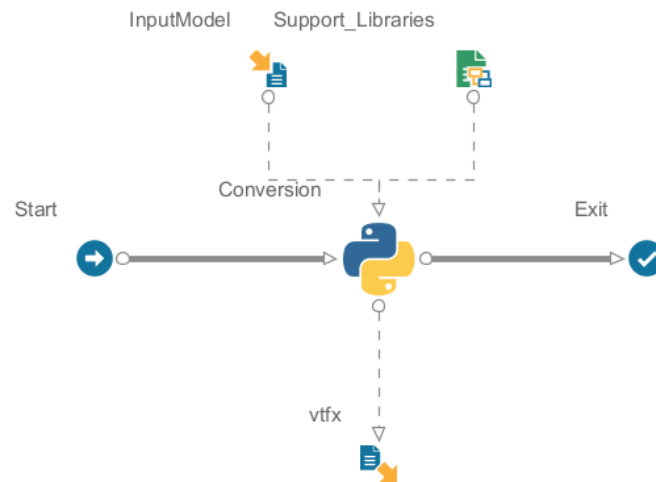 InputModel
Support_Libraries
Conversion
Start
Exit
vtfx